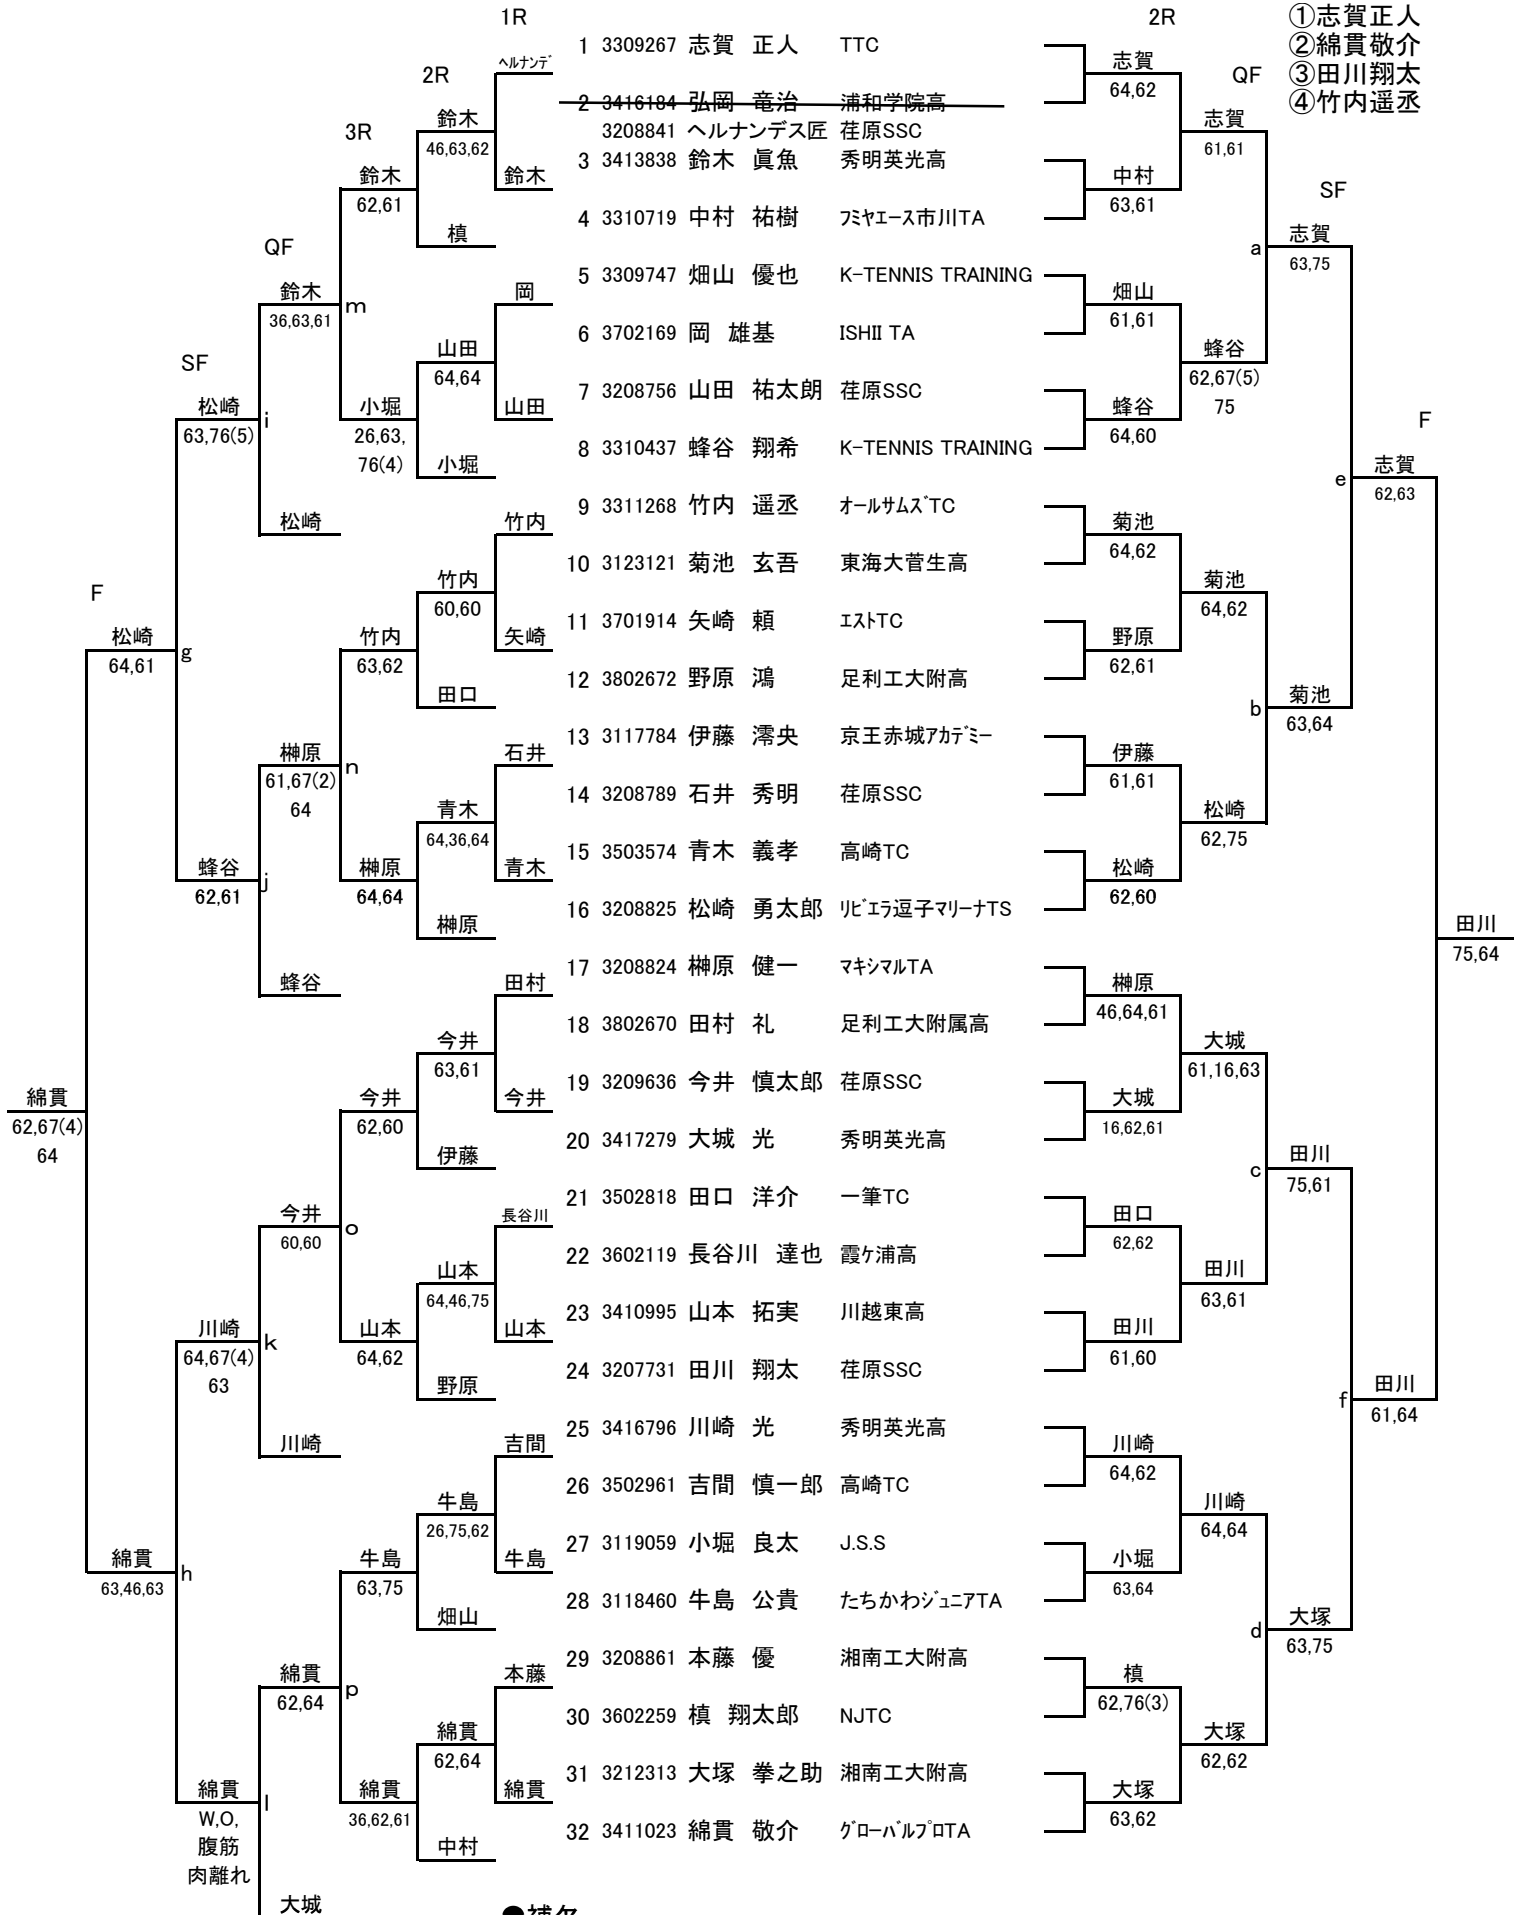 1R
2R
①志賀正人
②綿貫敬介
③田川翔太
④竹内遥丞
1 3309267 志賀 正人 TTC
2 3416184 弘岡 竜治 浦和学院高
3208841 ヘルナンデス匠 荏原SSC
3 3413838 鈴木 眞魚 秀明英光高
4 3310719 中村 祐樹 フミヤエース市川TA
5 3309747 畑山 優也 K-TENNIS TRAINING
6 3702169 岡 雄基 ISHII TA
7 3208756 山田 祐太朗 荏原SSC
8 3310437 蜂谷 翔希 K-TENNIS TRAINING
9 3311268 竹内 遥丞 オールサムズTC
10 3123121 菊池 玄吾 東海大菅生高
11 3701914 矢崎 頼 エストTC
12 3802672 野原 鴻 足利工大附高
13 3117784 伊藤 澪央 京王赤城アカデミー
14 3208789 石井 秀明 荏原SSC
15 3503574 青木 義孝 高崎TC
16 3208825 松崎 勇太郎 リビエラ逗子マリーナTS
17 3208824 榊原 健一 マキシマルTA
18 3802670 田村 礼 足利工大附属高
19 3209636 今井 慎太郎 荏原SSC
20 3417279 大城 光 秀明英光高
21 3502818 田口 洋介 一筆TC
22 3602119 長谷川 達也 霞ケ浦高
23 3410995 山本 拓実 川越東高
24 3207731 田川 翔太 荏原SSC
25 3416796 川崎 光 秀明英光高
26 3502961 吉間 慎一郎 高崎TC
27 3119059 小堀 良太 J.S.S
28 3118460 牛島 公貴 たちかわジュニアTA
29 3208861 本藤 優 湘南工大附高
30 3602259 槙 翔太郎 NJTC
31 3212313 大塚 拳之助 湘南工大附高
32 3411023 綿貫 敬介 グローバルプロTA
志賀
64,62
中村
63,61
畑山
61,61
蜂谷
64,60
菊池
64,62
野原
62,61
伊藤
61,61
松崎
62,60
榊原
46,64,61
大城
16,62,61
田口
62,62
田川
61,60
川崎
64,62
小堀
63,64
槙
62,76(3)
大塚
63,62
QF
志賀
61,61
蜂谷
62,67(5)
75
菊池
64,62
松崎
62,75
大城
61,16,63
田川
63,61
川崎
64,64
大塚
62,62
SF
a
志賀
63,75
b
菊池
63,64
c
田川
75,61
d
大塚
63,75
F
e
志賀
62,63
f
田川
61,64
田川
75,64
ヘルナンデ
鈴木
岡
山田
竹内
矢崎
石井
青木
田村
今井
長谷川
山本
吉間
牛島
本藤
綿貫
2R
鈴木
46,63,62
槙
山田
64,64
小堀
竹内
60,60
田口
青木
64,36,64
榊原
今井
63,61
伊藤
山本
64,46,75
野原
牛島
26,75,62
畑山
綿貫
62,64
中村
3R
鈴木
62,61
小堀
26,63,
76(4)
竹内
63,62
榊原
64,64
今井
62,60
山本
64,62
牛島
63,75
綿貫
36,62,61
QF
鈴木
36,63,61
m
松崎
榊原
61,67(2)
64
n
蜂谷
今井
60,60
o
川崎
綿貫
62,64
p
大城
SF
松崎
63,76(5)
i
蜂谷
62,61
j
川崎
64,67(4)
63
k
綿貫
W,O,
腹筋
肉離れ
l
F
松崎
64,61
g
綿貫
63,46,63
h
綿貫
62,67(4)
64